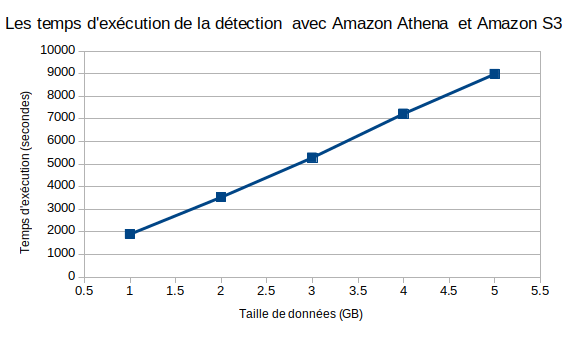 Les temps d'exécution de la détection  avec Amazon Athena  et Amazon S3
10000
9000
8000
7000
6000
5000
4000
3000
2000
1000
0
Temps d'exécution (secondes)
0.5 1 1.5 2 2.5 3 3.5 4 4.5 5 5.5
Taille de données (GB)